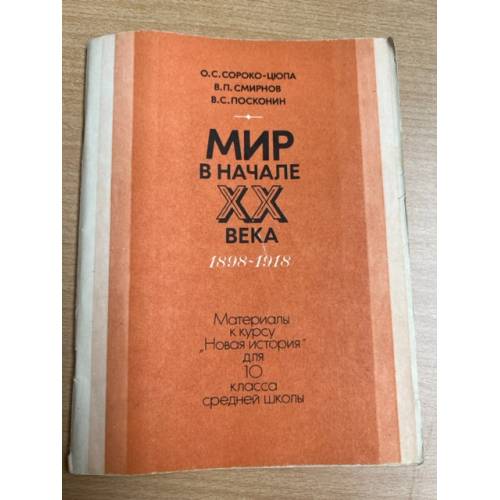 О.С.СОРОКО-ЦЮПА
В.П.СМИРНОВ
В.С.ПОСКОНИН
МИР
В НАЧАЛЕ
XX
ВЕКА
1898-1918
Материалы
к курсу
„Новая история“
для
10
класса
средней школы